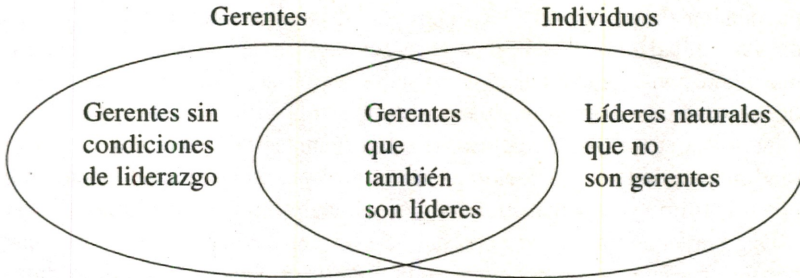 Gerentes
Individuos
Gerentes sin
condiciones
de liderazgo
Gerentes
que
también
son líderes
Líderes naturales
que no
son gerentes